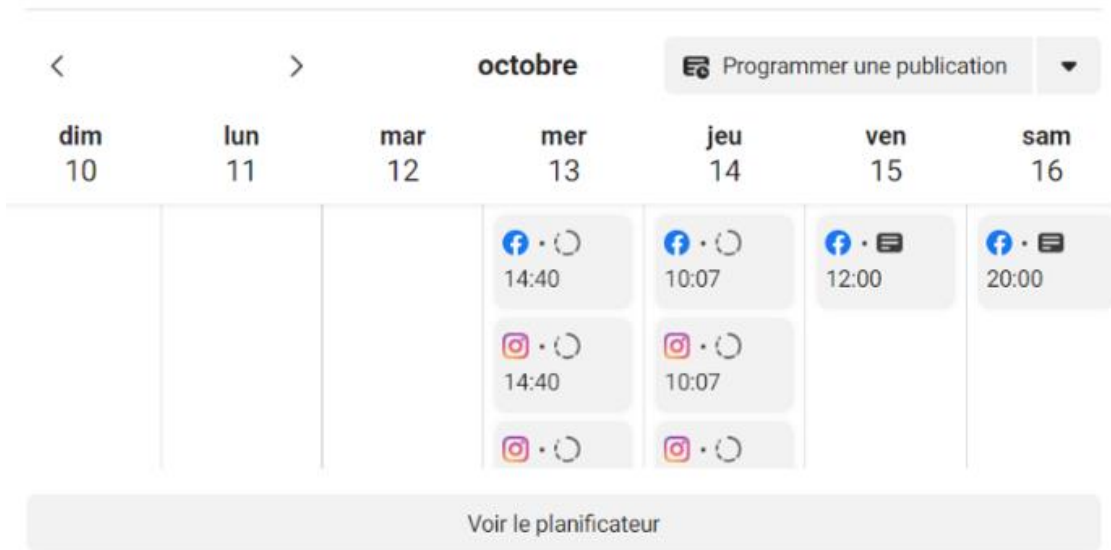 octobre Programmer une publication
dim lun mar mer jeu ven sam
10 11 12 13 14 15 16
14:40 10:07 12:00 20:00
14:40 10:07
Voir le planificateur